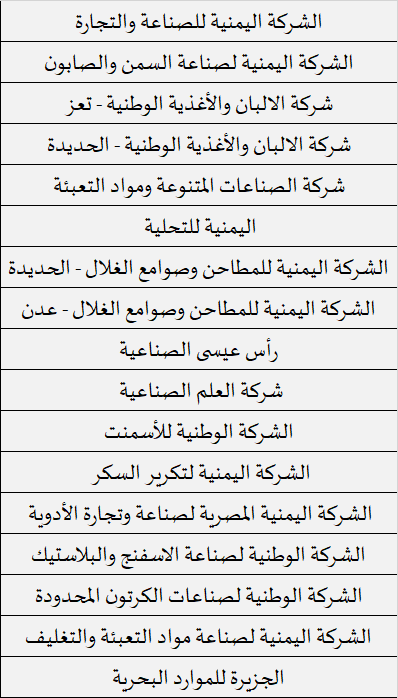 الشركة اليمنية للصناعة والتجارة
الشركة اليمنية لصناعة السمن والصابون
شركة الالبان والأغذية الوطنية - تعز
شركة الالبان والأغذية الوطنية - الحديدة
شركة الصناعات المتنوعة ومواد التعبئة
اليمنية للتحلية
الشركة اليمنية للمطاحن وصوامع الغلال - الحديدة
الشركة اليمنية للمطاحن وصوامع الغلال - عدن
رأس عيسى الصناعية
شركة العلم الصناعية
الشركة الوطنية للأسمنت
الشركة اليمنية لتكرير السكر
الشركة اليمنية المصرية لصناعة وتجارة الأدوية
الشركة الوطنية لصناعة الاسفنج والبلاستيك
الشركة الوطنية لصناعات الكرتون المحدودة
الشركة اليمنية لصناعة مواد التعبئة والتغليف
الجزيرة للموارد البحرية